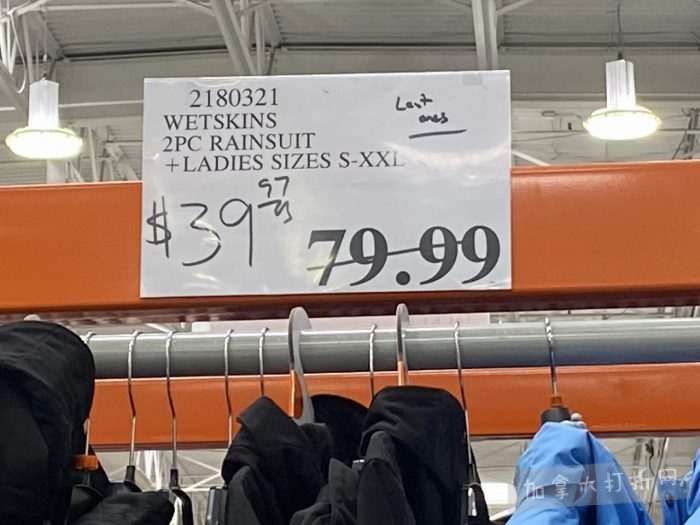 2180321
WETSKINS
2PC RAINSUIT
+LADIES SIZES S-XXL
Last
ones
$39 97
79.99
加拿大打折网